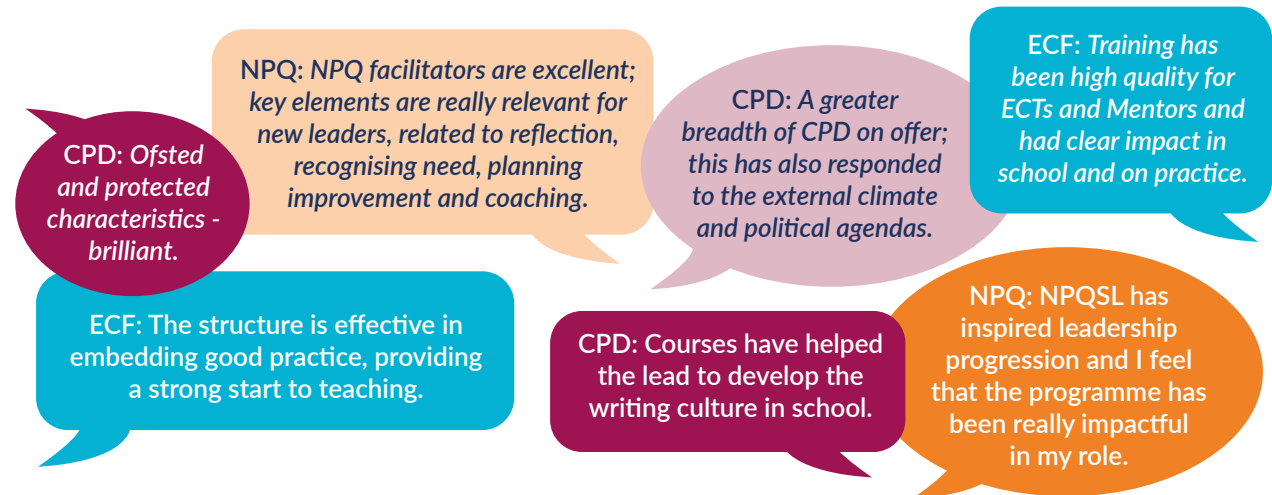 CPD: Ofsted
and protected
characteristics -
brilliant.
NPQ: NPQ facilitators are excellent;
key elements are really relevant for
new leaders, related to reflection,
recognising need, planning
improvement and coaching.
CPD: A greater
breadth of CPD on offer;
this has also responded
to the external climate
and political agendas.
ECF: Training has
been high quality for
ECTs and Mentors and
had clear impact in
school and on practice.
ECF: The structure is effective in
embedding good practice, providing
a strong start to teaching.
CPD: Courses have helped
the lead to develop the
writing culture in school.
NPQ: NPQSL has
inspired leadership
progression and I feel
that the programme has
been really impactful
in my role.